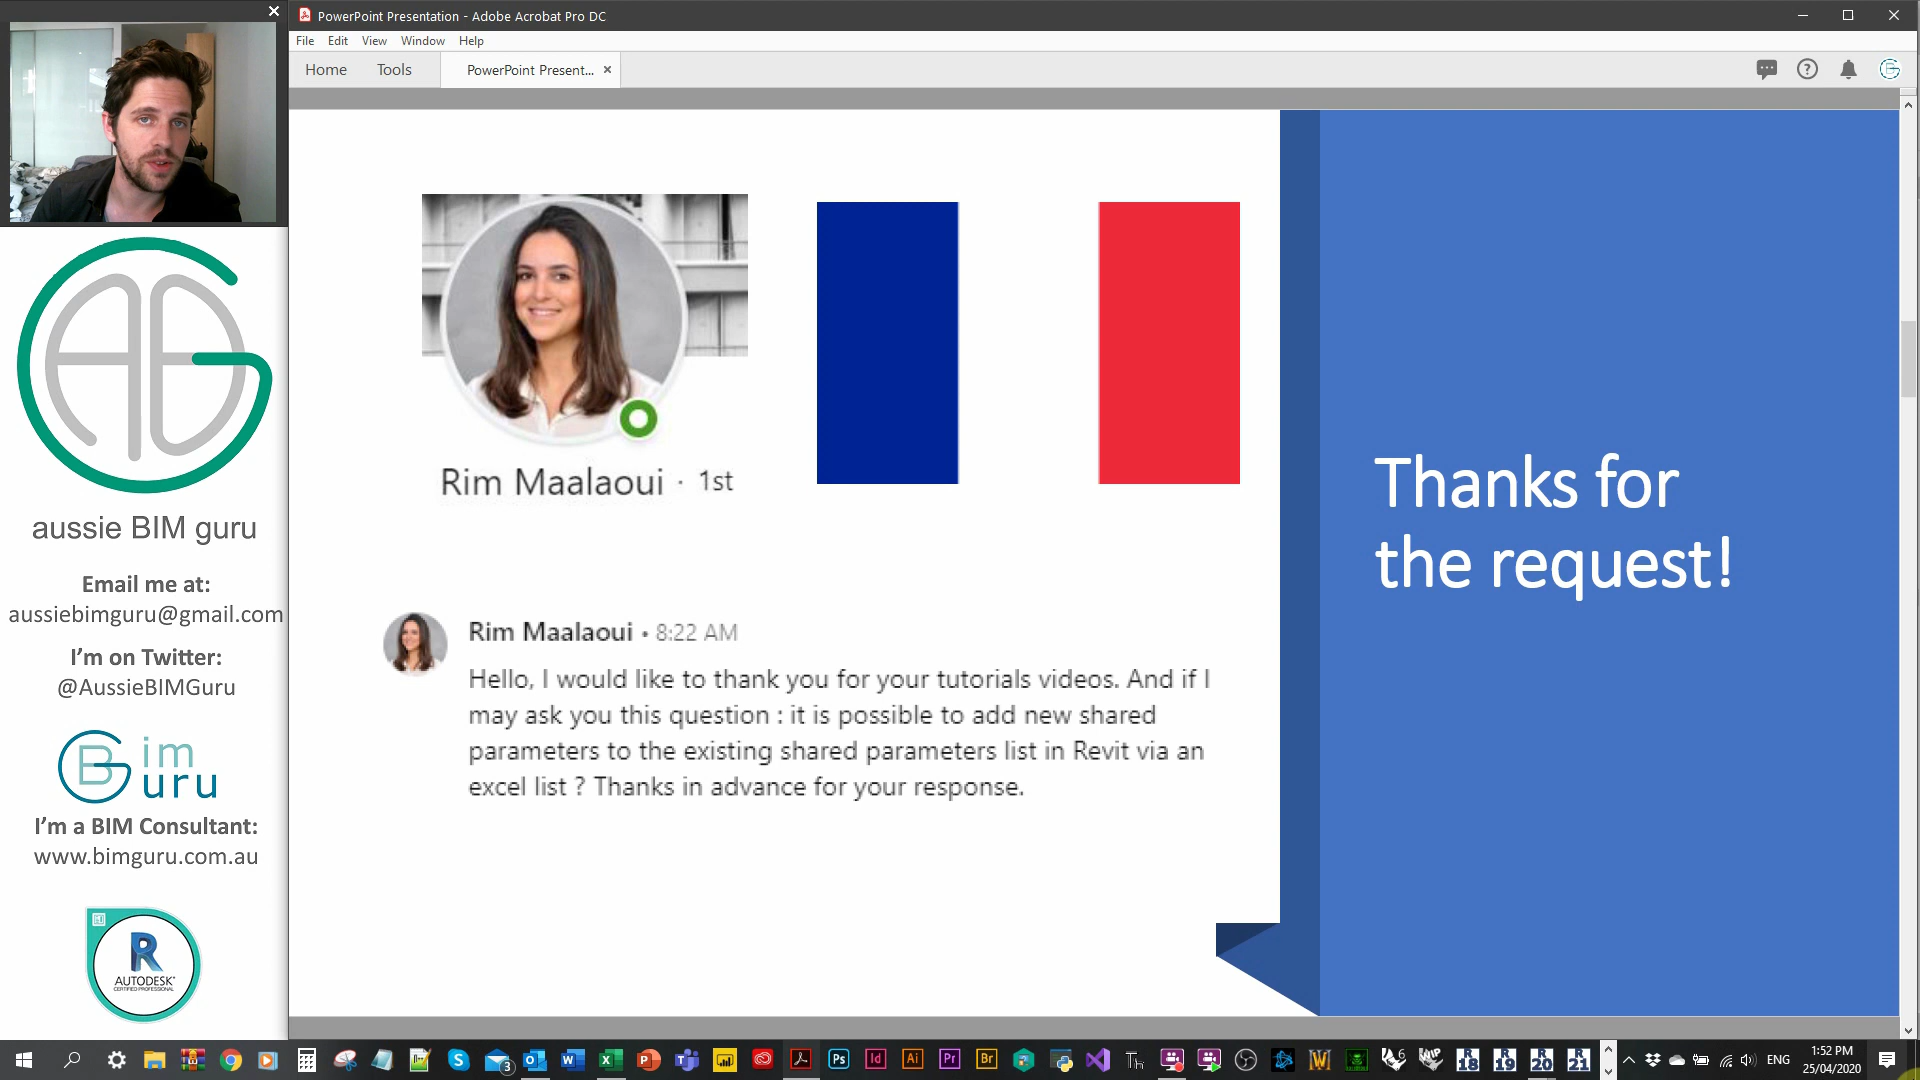 PowerPoint Presentation - Adobe Acrobat Pro DC
File Edit View Window Help
Home Tools PowerPoint Present...
Rim Maalaoui · 1st
Rim Maalaoui • 8:22 AM
Hello, I would like to thank you for your tutorials videos. And if I
may ask you this question : it is possible to add new shared
parameters to the existing shared parameters list in Revit via an
excel list ? Thanks in advance for your response.
Thanks for
the request!
aussie BIM guru
Email me at:
aussiebimguru@gmail.com
I'm on Twitter:
@AussieBIMGuru
BG im
uru
I'm a BIM Consultant:
www.bimguru.com.au
R
AUTODESK
CERTIFIED PROFESSIONAL
ENG
1:52 PM
25/04/2020